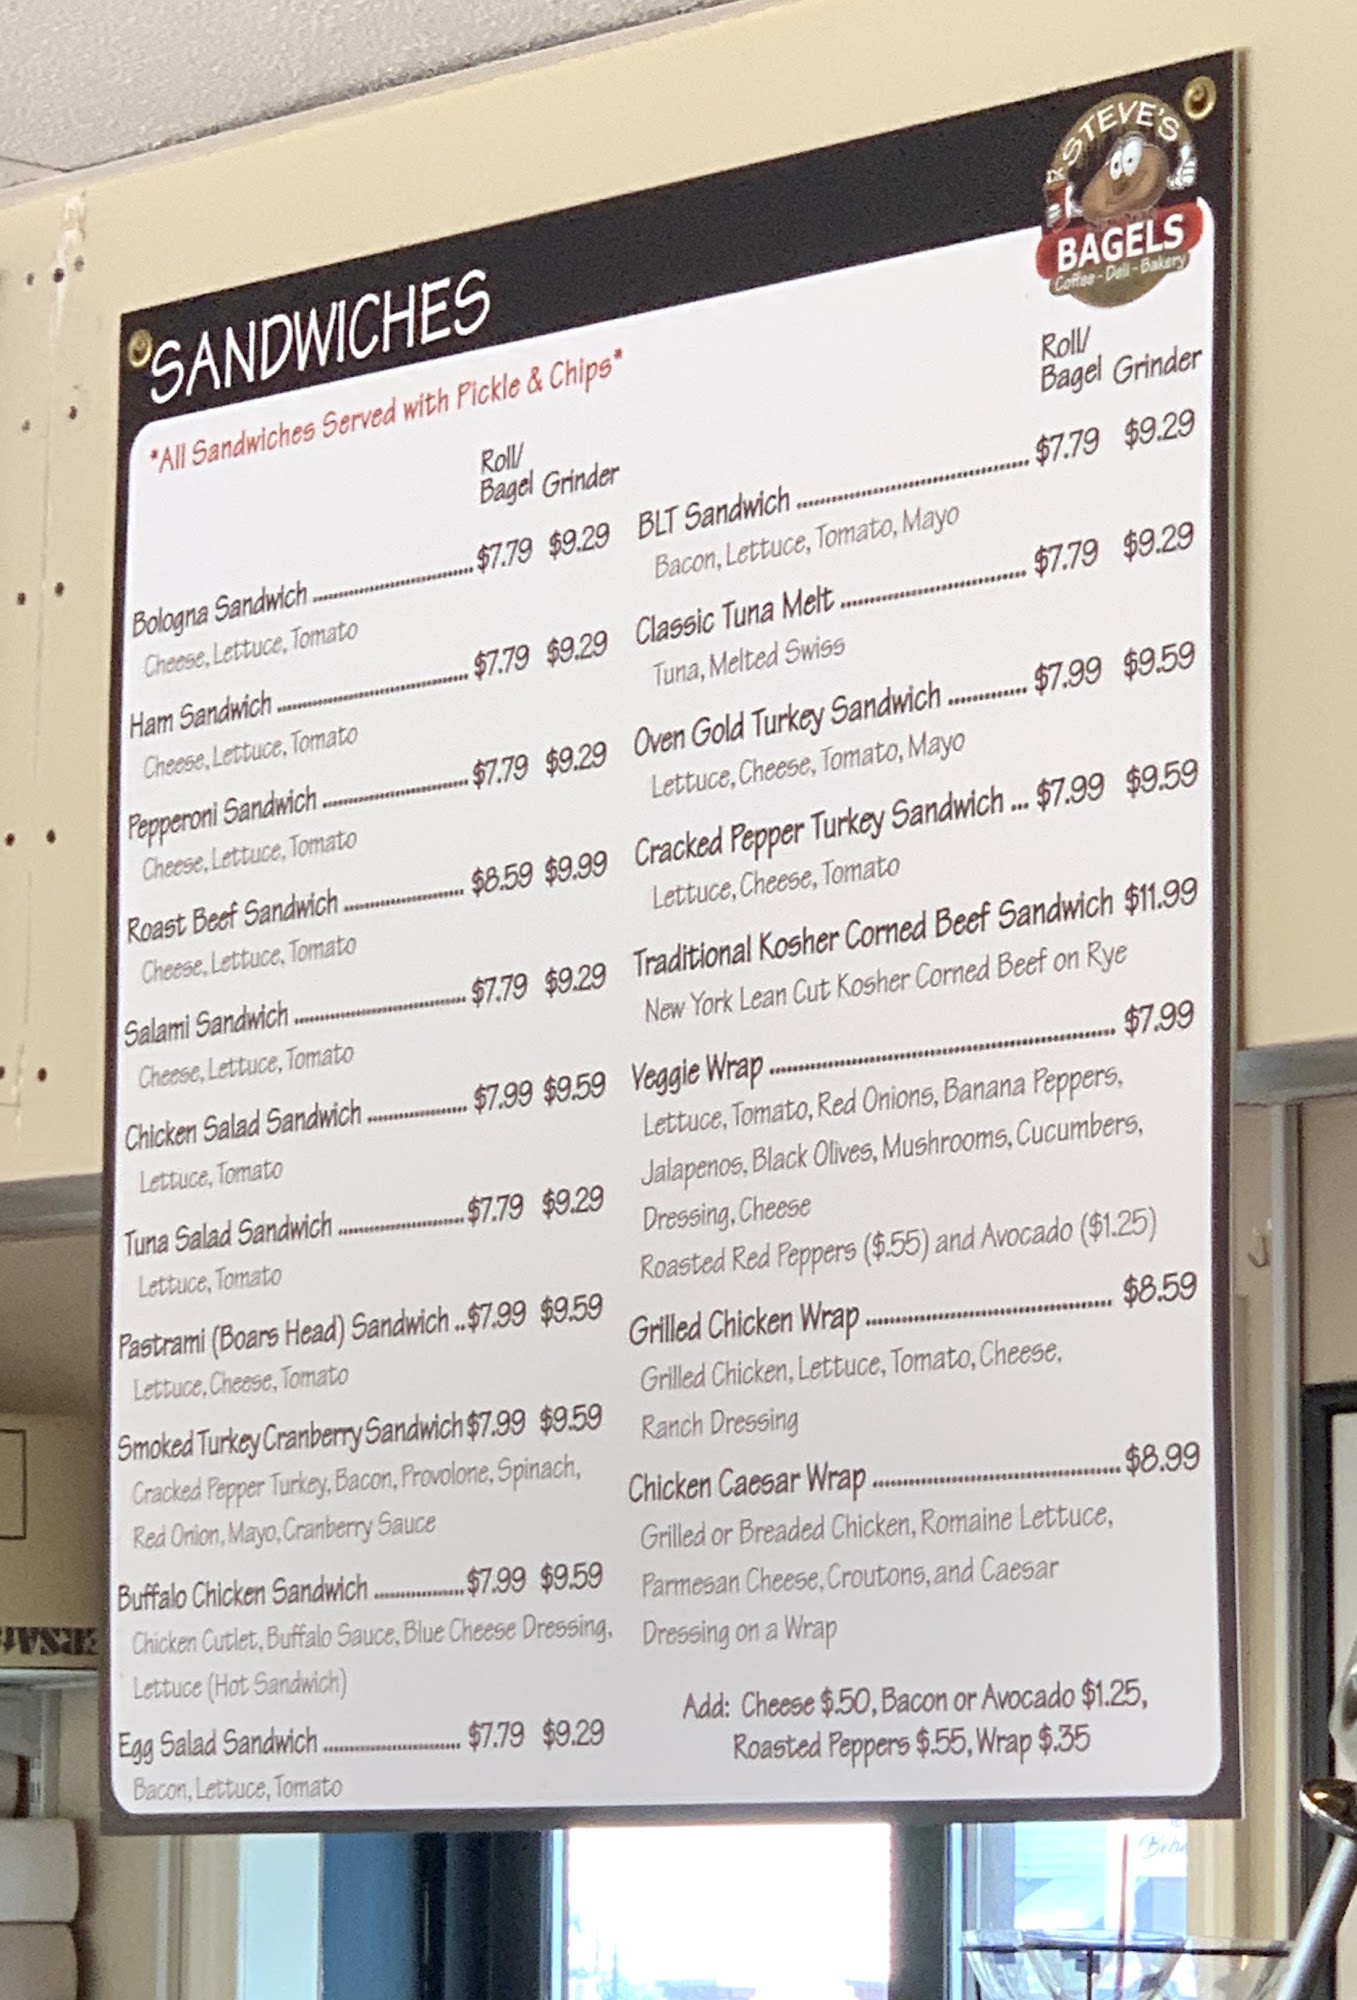 STEVE'S
BAGELS
Coffee - Deli - Bakery
SANDWICHES
*All Sandwiches Served with Pickle & Chips*
Roll/
Bagel Grinder
Bologna Sandwich .......... $7.79 $9.29
Cheese, Lettuce, Tomato
Ham Sandwich .......... $7.79 $9.29
Cheese, Lettuce, Tomato
Pepperoni Sandwich .......... $7.79 $9.29
Cheese, Lettuce, Tomato
Roast Beef Sandwich .......... $8.59 $9.99
Cheese, Lettuce, Tomato
Salami Sandwich .......... $7.79 $9.29
Cheese, Lettuce, Tomato
Chicken Salad Sandwich .......... $7.99 $9.59
Lettuce, Tomato
Tuna Salad Sandwich .......... $7.79 $9.29
Lettuce, Tomato
Pastrami (Boars Head) Sandwich ..$7.99 $9.59
Lettuce, Cheese, Tomato
Smoked Turkey Cranberry Sandwich $7.99 $9.59
Cracked Pepper Turkey, Bacon, Provolone, Spinach,
Red Onion, Mayo, Cranberry Sauce
Buffalo Chicken Sandwich .......... $7.99 $9.59
Chicken Cutlet, Buffalo Sauce, Blue Cheese Dressing,
Lettuce (Hot Sandwich)
Egg Salad Sandwich .......... $7.79 $9.29
Bacon, Lettuce, Tomato
Roll/
Bagel Grinder
BLT Sandwich .......... $7.79 $9.29
Bacon, Lettuce, Tomato, Mayo
Classic Tuna Melt .......... $7.79 $9.29
Tuna, Melted Swiss
Oven Gold Turkey Sandwich .......... $7.99 $9.59
Lettuce, Cheese, Tomato, Mayo
Cracked Pepper Turkey Sandwich ... $7.99 $9.59
Lettuce, Cheese, Tomato
Traditional Kosher Corned Beef Sandwich $11.99
New York Lean Cut Kosher Corned Beef on Rye
Veggie Wrap .......... $7.99
Lettuce, Tomato, Red Onions, Banana Peppers,
Jalapenos, Black Olives, Mushrooms, Cucumbers,
Dressing, Cheese
Roasted Red Peppers ($.55) and Avocado ($1.25)
Grilled Chicken Wrap .......... $8.59
Grilled Chicken, Lettuce, Tomato, Cheese,
Ranch Dressing
Chicken Caesar Wrap .......... $8.99
Grilled or Breaded Chicken, Romaine Lettuce,
Parmesan Cheese, Croutons, and Caesar
Dressing on a Wrap
Add: Cheese $.50, Bacon or Avocado $1.25,
Roasted Peppers $.55, Wrap $.35